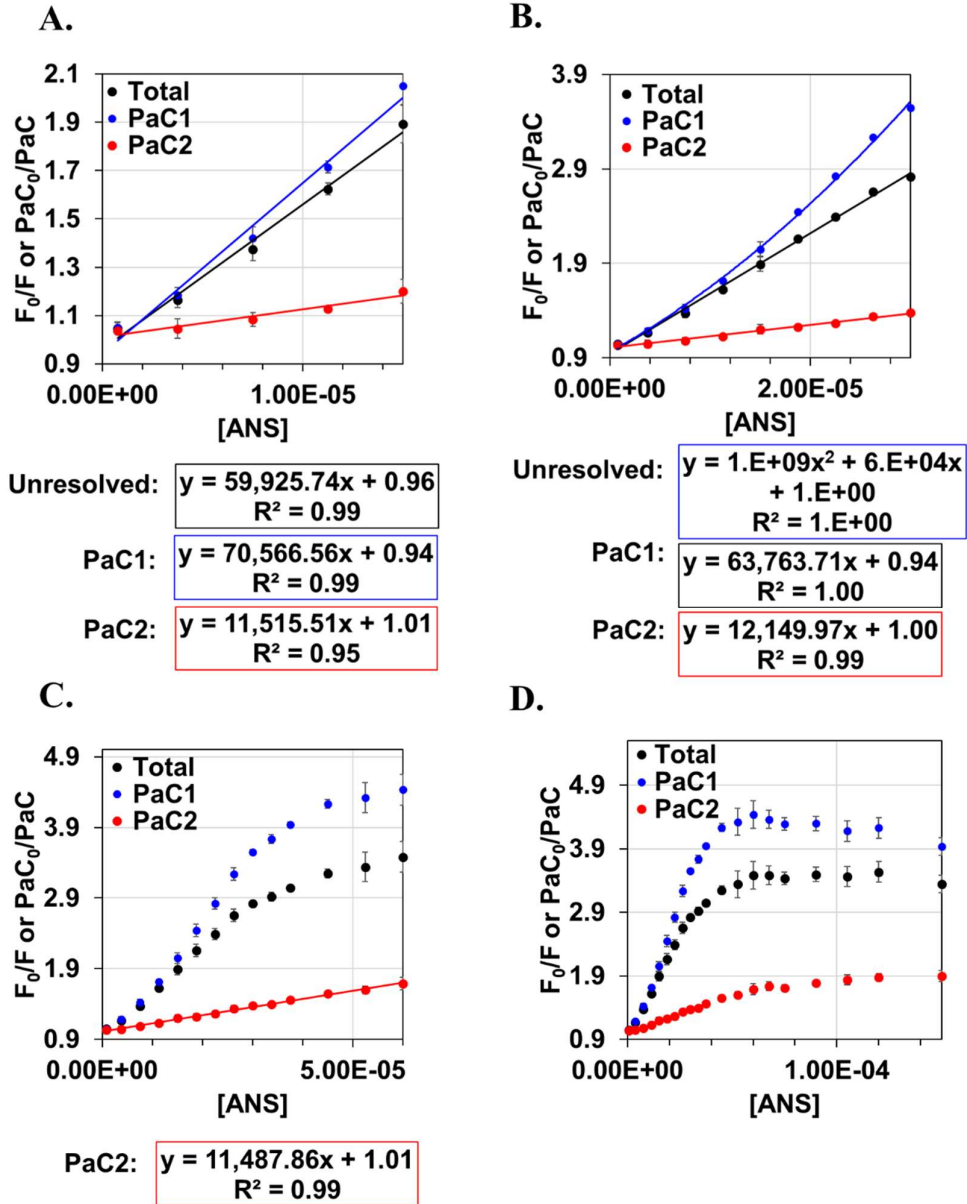 A.
F₀/F or PaC₀/PaC
2.1
1.9
1.7
1.5
1.3
1.1
0.9
Total
PaC1
PaC2
0.00E+00
1.00E-05
[ANS]
Unresolved:
y = 59,925.74x + 0.96
R² = 0.99
PaC1:
y = 70,566.56x + 0.94
R² = 0.99
PaC2:
y = 11,515.51x + 1.01
R² = 0.95
B.
F₀/F or PaC₀/PaC
3.9
2.9
1.9
0.9
Total
PaC1
PaC2
0.00E+00
2.00E-05
[ANS]
Unresolved:
y = 1.E+09x² + 6.E+04x
+ 1.E+00
R² = 1.E+00
PaC1:
y = 63,763.71x + 0.94
R² = 1.00
PaC2:
y = 12,149.97x + 1.00
R² = 0.99
C.
F₀/F or PaC₀/PaC
4.9
3.9
2.9
1.9
0.9
Total
PaC1
PaC2
0.00E+00
5.00E-05
[ANS]
PaC2:
y = 11,487.86x + 1.01
R² = 0.99
D.
F₀/F or PaC₀/PaC
4.9
3.9
2.9
1.9
0.9
Total
PaC1
PaC2
0.00E+00
1.00E-04
[ANS]